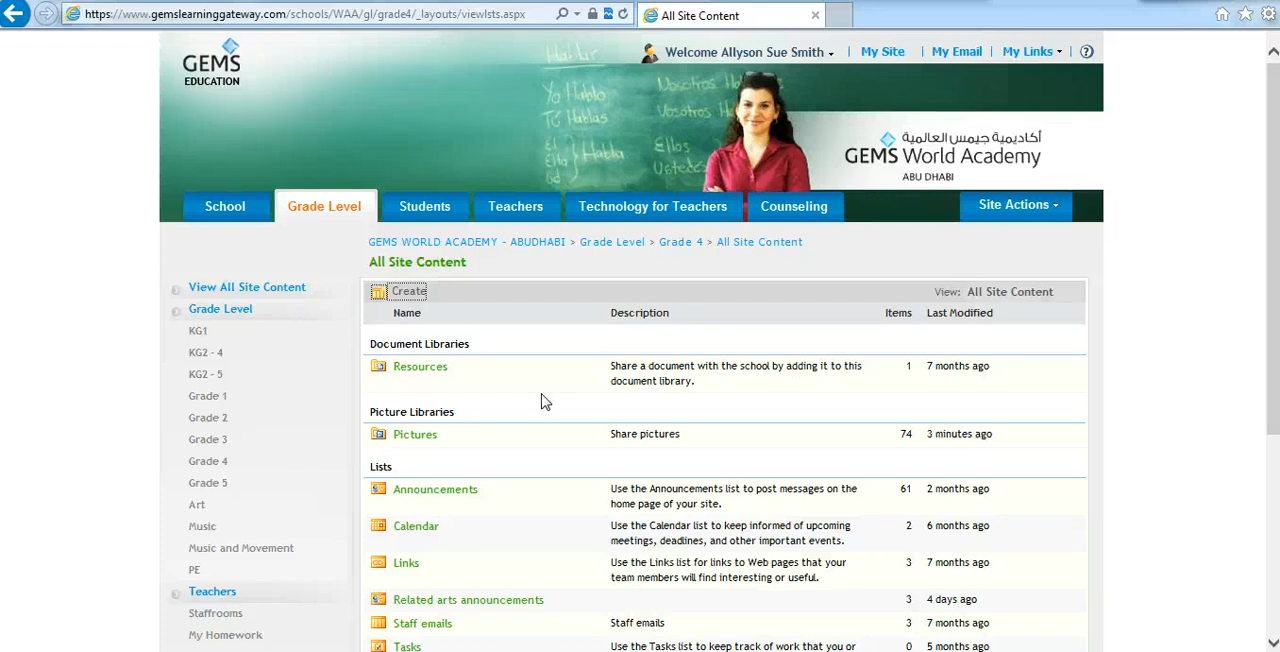 https://www.gemslearninggateway.com/schools/WAA/gl/grade4/_layouts/viewlsts.aspx
All Site Content
GEMS
EDUCATION
Welcome Allyson Sue Smith
My Site
My Email
My Links
Hablar
Yo Hablo
Tú Hablas
Habla
Vosotros
Vosotros
Ellos
أكاديمية جيمس العالمية
GEMS World Academy
ABU DHABI
School
Grade Level
Students
Teachers
Technology for Teachers
Counseling
Site Actions
GEMS WORLD ACADEMY - ABUDHABI > Grade Level > Grade 4 > All Site Content
All Site Content
View All Site Content
Grade Level
KG1
KG2 - 4
KG2 - 5
Grade 1
Grade 2
Grade 3
Grade 4
Grade 5
Art
Music
Music and Movement
PE
Teachers
Staffrooms
My Homework
Create
View: All Site Content
Name Description Items Last Modified
Document Libraries
Resources Share a document with the school by adding it to this 1 7 months ago
document library.
Picture Libraries
Pictures Share pictures 74 3 minutes ago
Lists
Announcements Use the Announcements list to post messages on the 61 2 months ago
home page of your site.
Calendar Use the Calendar list to keep informed of upcoming 2 6 months ago
meetings, deadlines, and other important events.
Links Use the Links list for links to Web pages that your 3 7 months ago
team members will find interesting or useful.
Related arts announcements 3 4 days ago
Staff emails Staff emails 3 7 months ago
Tasks Use the Tasks list to keep track of work that you or 0 5 months ago